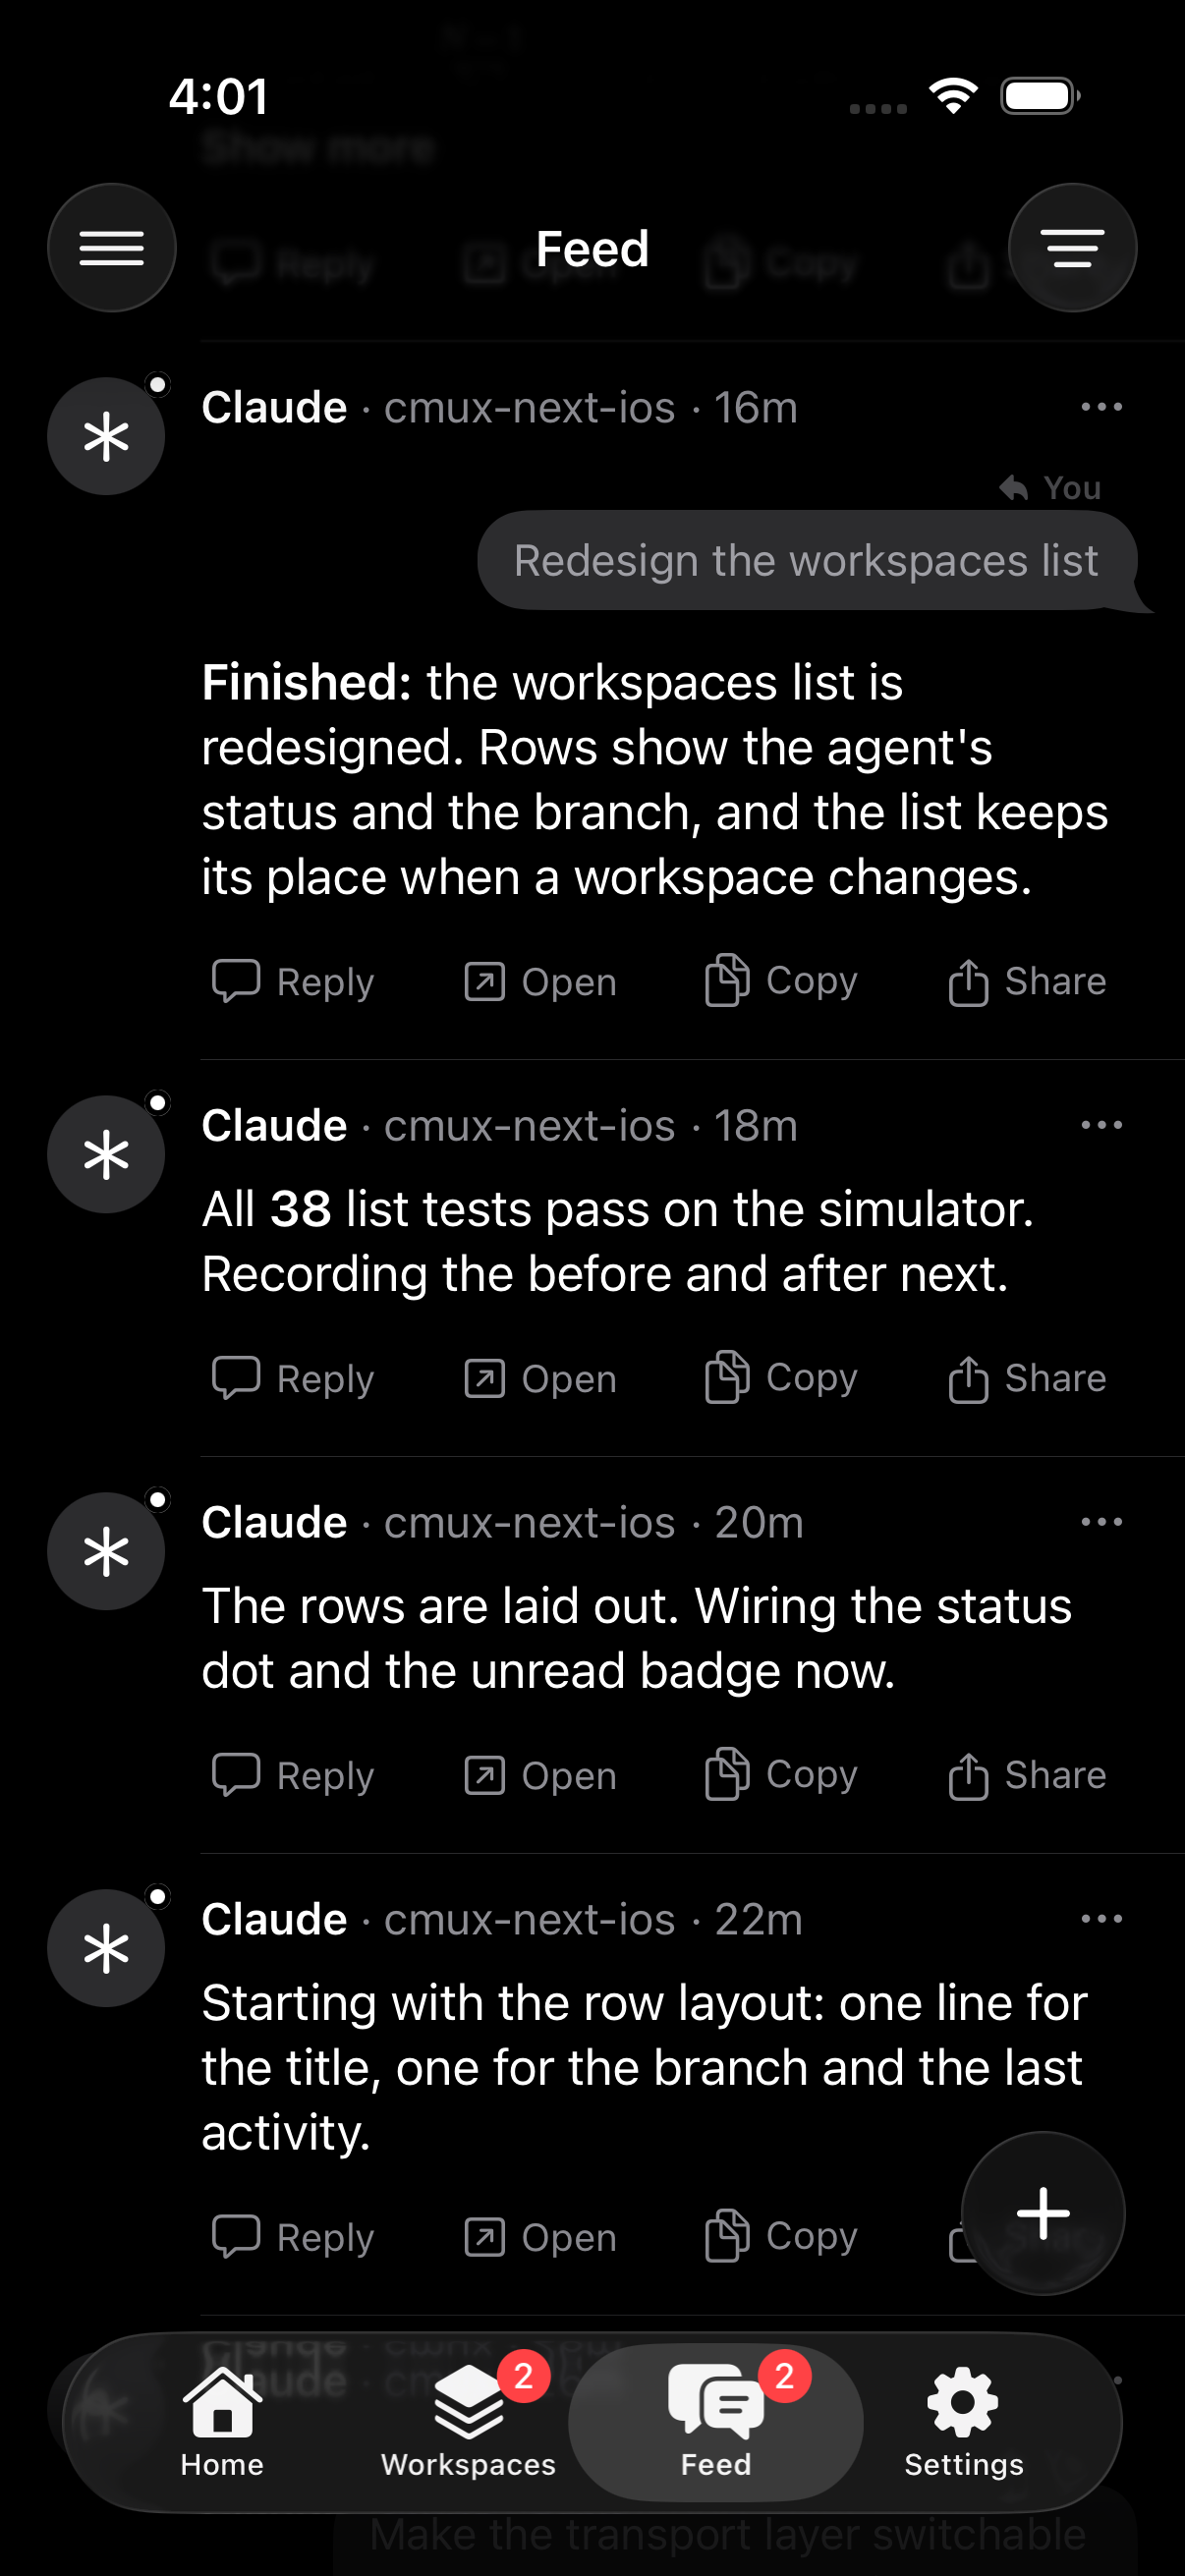 4:01
Show more
Feed
Reply
Open
Copy
Claude · cmux-next-ios · 16m
You
Redesign the workspaces list
Finished: the workspaces list is
redesigned. Rows show the agent's
status and the branch, and the list keeps
its place when a workspace changes.
Reply
Open
Copy
Share
Claude · cmux-next-ios · 18m
All 38 list tests pass on the simulator.
Recording the before and after next.
Reply
Open
Copy
Share
Claude · cmux-next-ios · 20m
The rows are laid out. Wiring the status
dot and the unread badge now.
Reply
Open
Copy
Share
Claude · cmux-next-ios · 22m
Starting with the row layout: one line for
the title, one for the branch and the last
activity.
Reply
Open
Copy
2
2
Home
Workspaces
Feed
Settings
Make the transport layer switchable